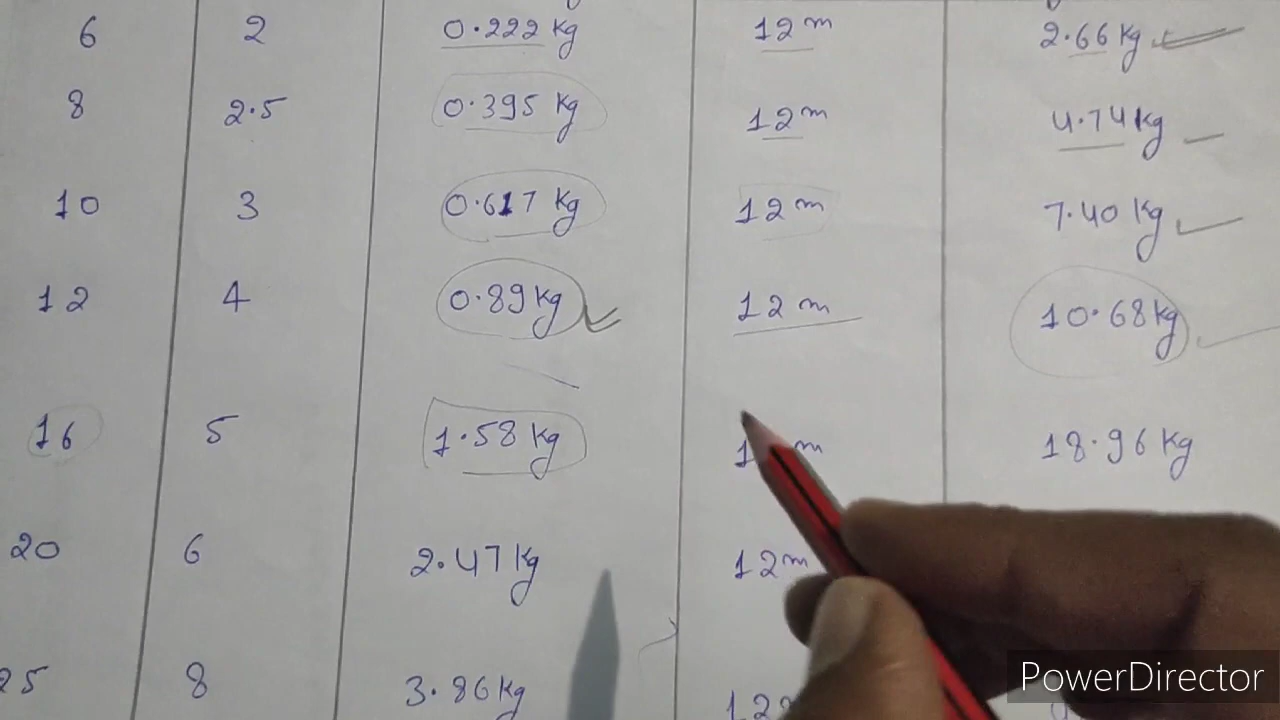 6 2 0.222 Kg 12 m 2.66 Kg
8 2.5 0.395 Kg 12 m 4.74 Kg
10 3 0.617 Kg 12 m 7.40 Kg
12 4 0.89 Kg 12 m 10.68 Kg
16 5 1.58 Kg m 18.96 Kg
20 6 2.47 Kg 12 m
25 8 3.86 Kg
PowerDirector